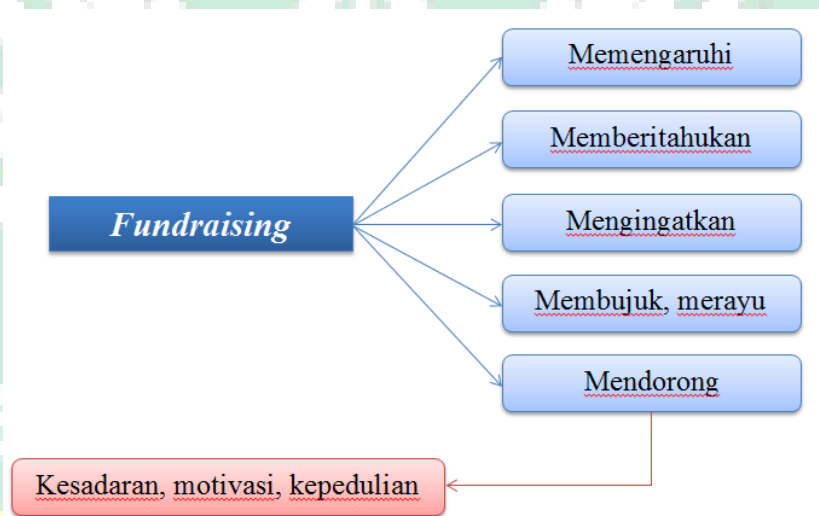 Memengaruhi
Memberitahukan
Fundraising
Mengingatkan
Membujuk, merayu
Mendorong
Kesadaran, motivasi, kepedulian